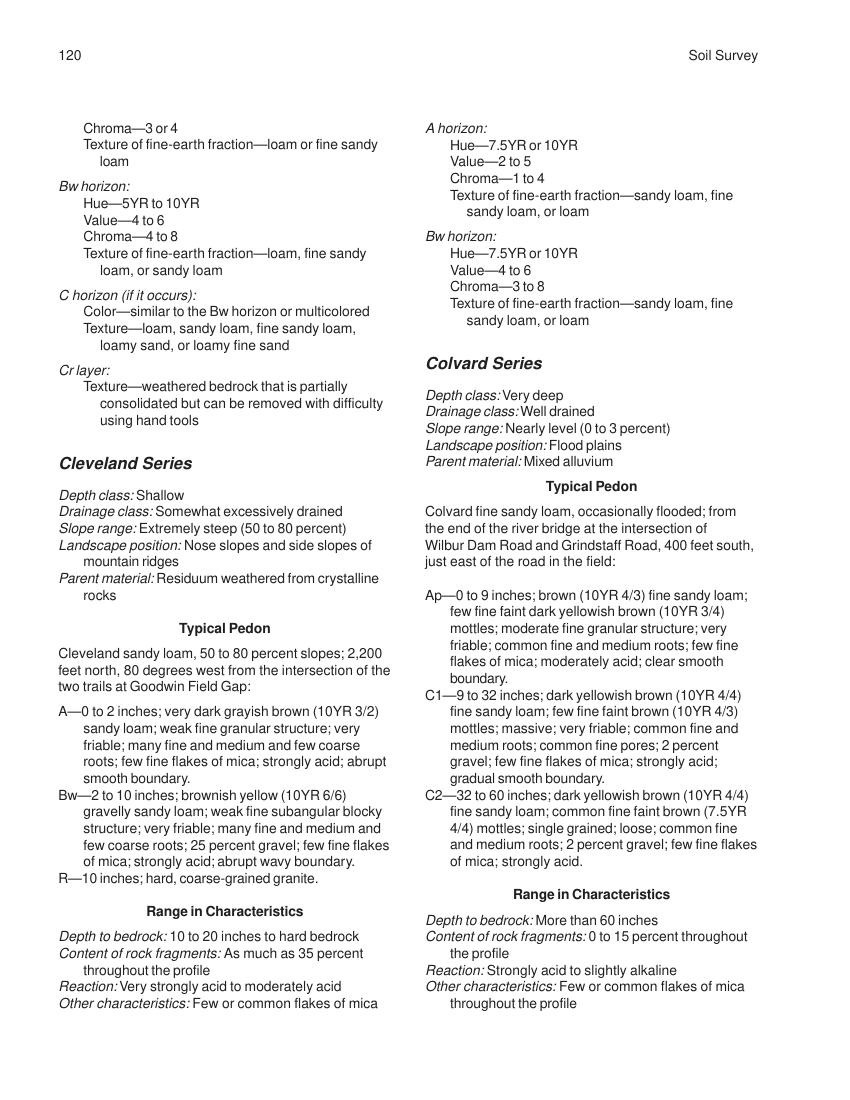 120
Soil Survey
Chroma—3 or 4
Texture of fine-earth fraction—loam or fine sandy
loam
Bw horizon:
Hue—5YR to 10YR
Value—4 to 6
Chroma—4 to 8
Texture of fine-earth fraction—loam, fine sandy
loam, or sandy loam
C horizon (if it occurs):
Color—similar to the Bw horizon or multicolored
Texture—loam, sandy loam, fine sandy loam,
loamy sand, or loamy fine sand
Cr layer:
Texture—weathered bedrock that is partially
consolidated but can be removed with difficulty
using hand tools
Cleveland Series
Depth class: Shallow
Drainage class: Somewhat excessively drained
Slope range: Extremely steep (50 to 80 percent)
Landscape position: Nose slopes and side slopes of
mountain ridges
Parent material: Residuum weathered from crystalline
rocks
Typical Pedon
Cleveland sandy loam, 50 to 80 percent slopes; 2,200
feet north, 80 degrees west from the intersection of the
two trails at Goodwin Field Gap:
A—0 to 2 inches; very dark grayish brown (10YR 3/2)
sandy loam; weak fine granular structure; very
friable; many fine and medium and few coarse
roots; few fine flakes of mica; strongly acid; abrupt
smooth boundary.
Bw—2 to 10 inches; brownish yellow (10YR 6/6)
gravelly sandy loam; weak fine subangular blocky
structure; very friable; many fine and medium and
few coarse roots; 25 percent gravel; few fine flakes
of mica; strongly acid; abrupt wavy boundary.
R—10 inches; hard, coarse-grained granite.
Range in Characteristics
Depth to bedrock: 10 to 20 inches to hard bedrock
Content of rock fragments: As much as 35 percent
throughout the profile
Reaction: Very strongly acid to moderately acid
Other characteristics: Few or common flakes of mica
A horizon:
Hue—7.5YR or 10YR
Value—2 to 5
Chroma—1 to 4
Texture of fine-earth fraction—sandy loam, fine
sandy loam, or loam
Bw horizon:
Hue—7.5YR or 10YR
Value—4 to 6
Chroma—3 to 8
Texture of fine-earth fraction—sandy loam, fine
sandy loam, or loam
Colvard Series
Depth class: Very deep
Drainage class: Well drained
Slope range: Nearly level (0 to 3 percent)
Landscape position: Flood plains
Parent material: Mixed alluvium
Typical Pedon
Colvard fine sandy loam, occasionally flooded; from
the end of the river bridge at the intersection of
Wilbur Dam Road and Grindstaff Road, 400 feet south,
just east of the road in the field:
Ap—0 to 9 inches; brown (10YR 4/3) fine sandy loam;
few fine faint dark yellowish brown (10YR 3/4)
mottles; moderate fine granular structure; very
friable; common fine and medium roots; few fine
flakes of mica; moderately acid; clear smooth
boundary.
C1—9 to 32 inches; dark yellowish brown (10YR 4/4)
fine sandy loam; few fine faint brown (10YR 4/3)
mottles; massive; very friable; common fine and
medium roots; common fine pores; 2 percent
gravel; few fine flakes of mica; strongly acid;
gradual smooth boundary.
C2—32 to 60 inches; dark yellowish brown (10YR 4/4)
fine sandy loam; common fine faint brown (7.5YR
4/4) mottles; single grained; loose; common fine
and medium roots; 2 percent gravel; few fine flakes
of mica; strongly acid.
Range in Characteristics
Depth to bedrock: More than 60 inches
Content of rock fragments: 0 to 15 percent throughout
the profile
Reaction: Strongly acid to slightly alkaline
Other characteristics: Few or common flakes of mica
throughout the profile